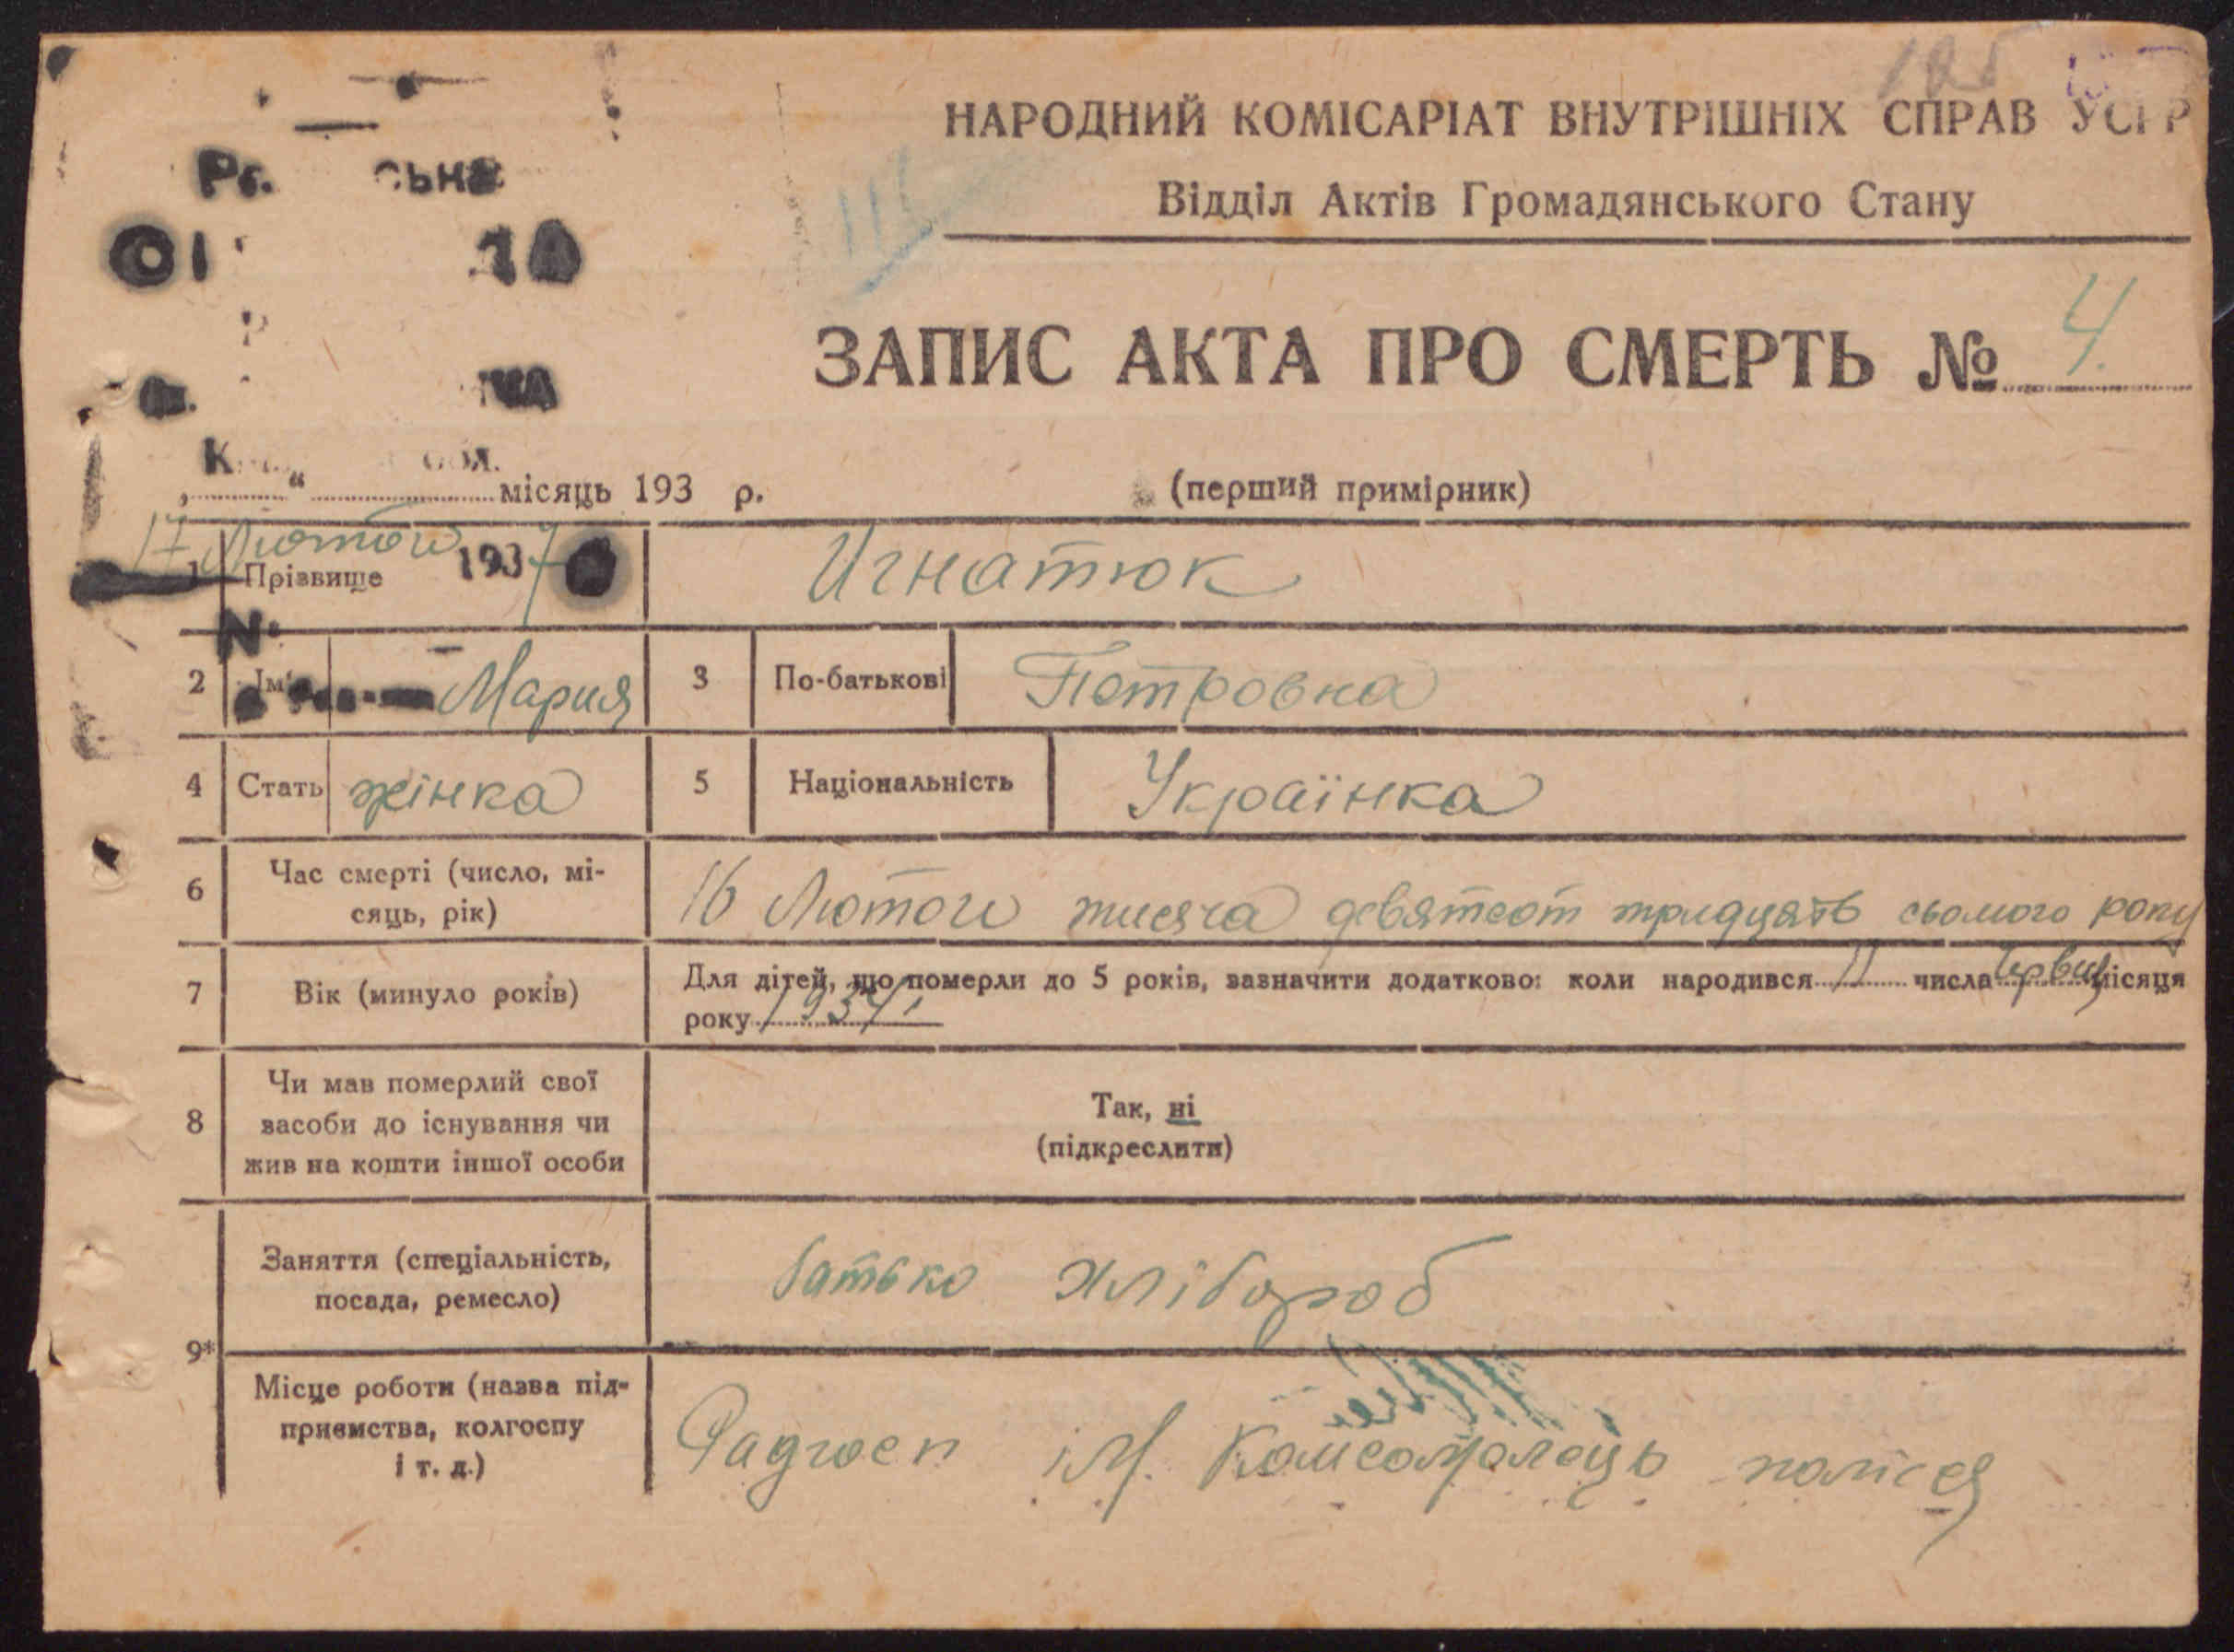 НАРОДНИЙ КОМІСАРІАТ ВНУТРІШНІХ СПРАВ УСРР
Відділ Актів Громадянського Стану
ЗАПИС АКТА ПРО СМЕРТЬ № 4.
місяць 193 р. (перший примірник)
17 Лютого 1937
1 Прізвище Игнатюк
2 Ім'я Мария 3 По-батькові Петровна
4 Стать жінка 5 Національність Українка
6 Час смерті (число, мі-
сяць, рік) 16 Лютого тисяча девятсот тридцять сьомого року
7 Вік (минуло років) Для дітей, що померли до 5 років, зазначити додатково: коли народився 11 числа місяця
року
8 Чи мав померлий свої
засоби до існування чи
жив на кошти іншої особи
Так, ні
(підкреслити)
9* Заняття (спеціальність,
посада, ремесло) батько хлібороб
Місце роботи (назва під-
приємства, колгоспу
і т. д.) Радгосп ім. Комсомолець полісся